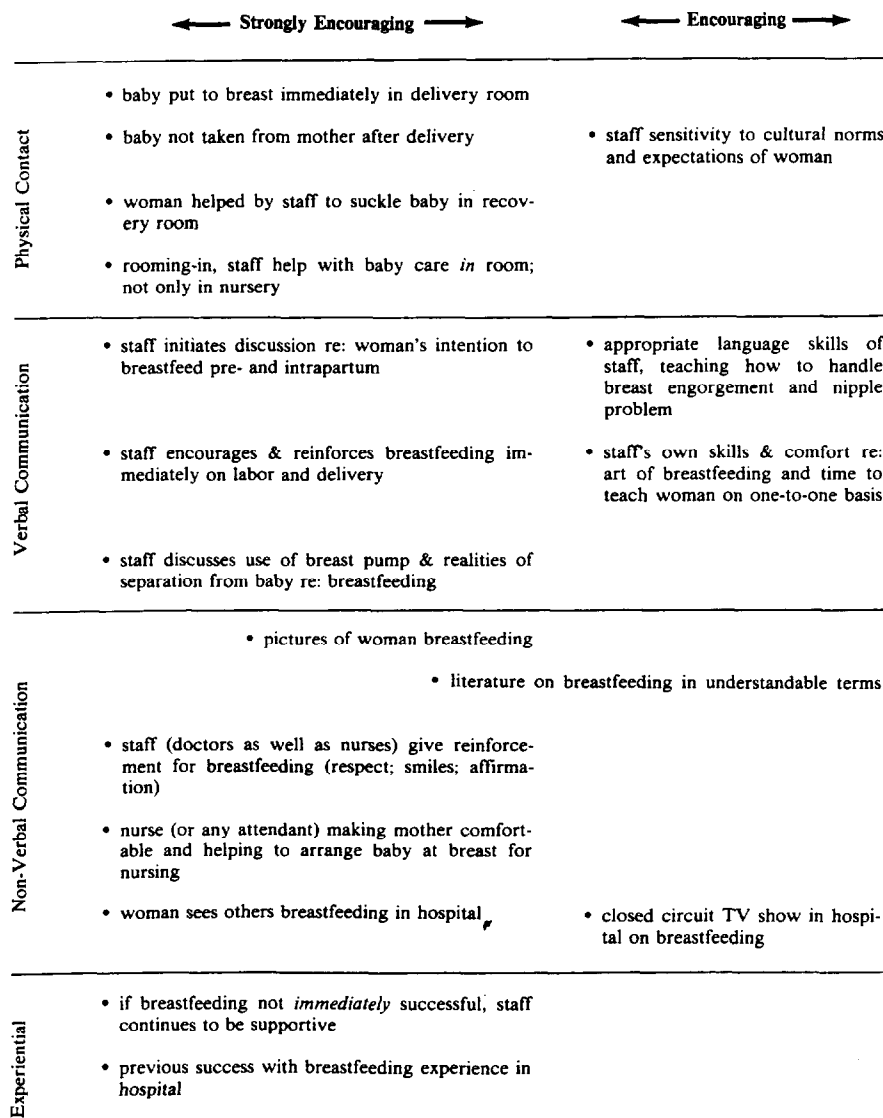 Strongly Encouraging
Encouraging
Physical Contact
• baby put to breast immediately in delivery room
• baby not taken from mother after delivery
• woman helped by staff to suckle baby in recov-
ery room
• rooming-in, staff help with baby care in room;
not only in nursery
• staff sensitivity to cultural norms
and expectations of woman
Verbal Communication
• staff initiates discussion re: woman's intention to
breastfeed pre- and intrapartum
• staff encourages & reinforces breastfeeding im-
mediately on labor and delivery
• staff discusses use of breast pump & realities of
separation from baby re: breastfeeding
• appropriate language skills of
staff, teaching how to handle
breast engorgement and nipple
problem
• staff's own skills & comfort re:
art of breastfeeding and time to
teach woman on one-to-one basis
Non-Verbal Communication
• pictures of woman breastfeeding
• literature on breastfeeding in understandable terms
• staff (doctors as well as nurses) give reinforce-
ment for breastfeeding (respect; smiles; affirma-
tion)
• nurse (or any attendant) making mother comfort-
able and helping to arrange baby at breast for
nursing
• woman sees others breastfeeding in hospital
• closed circuit TV show in hospi-
tal on breastfeeding
Experiential
• if breastfeeding not immediately successful, staff
continues to be supportive
• previous success with breastfeeding experience in
hospital